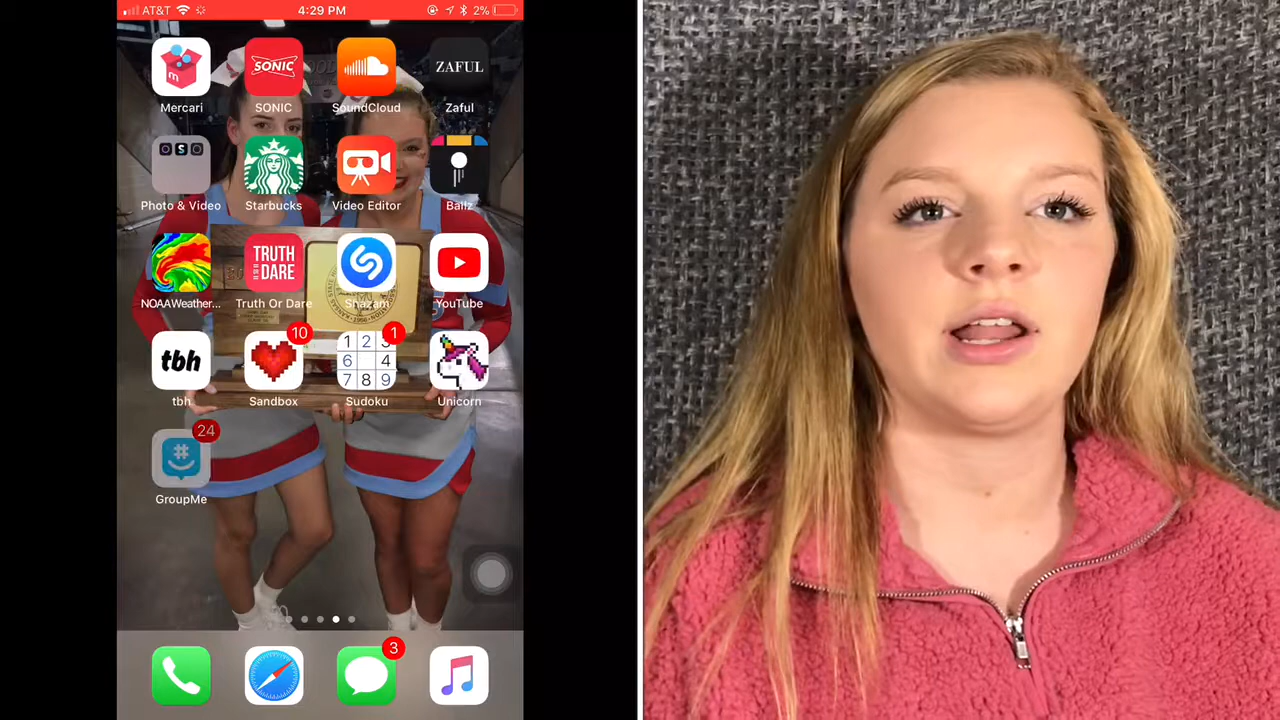 AT&T 4:29 PM 2%
m SONIC ZAFUL
Mercari SONIC SoundCloud Zaful
Photo & Video Starbucks Video Editor Ballz
TRUTH
DARE
NOAAWeather... Truth Or Dare Shazam YouTube
10 1
tbh
1 2 3
6 4
7 8 9
tbh Sandbox Sudoku Unicorn
24
#
GroupMe
3